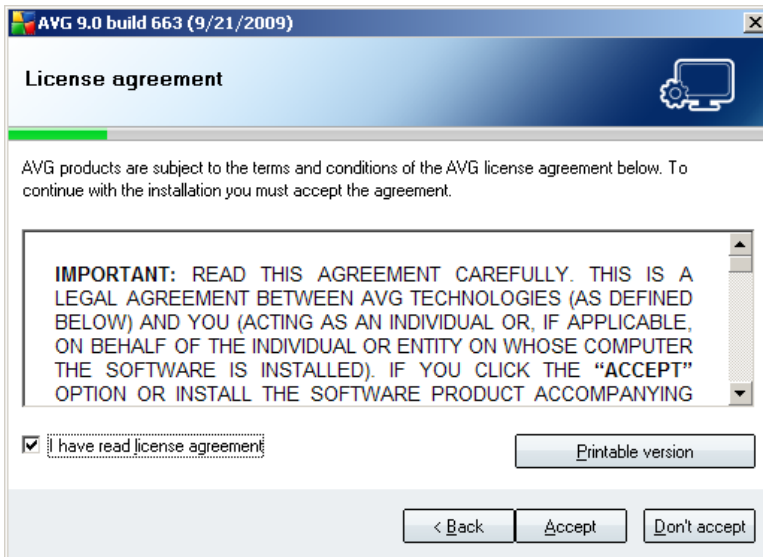 AVG 9.0 build 663 (9/21/2009)
License agreement
AVG products are subject to the terms and conditions of the AVG license agreement below. To
continue with the installation you must accept the agreement.
IMPORTANT: READ THIS AGREEMENT CAREFULLY. THIS IS A
LEGAL AGREEMENT BETWEEN AVG TECHNOLOGIES (AS DEFINED
BELOW) AND YOU (ACTING AS AN INDIVIDUAL OR, IF APPLICABLE,
ON BEHALF OF THE INDIVIDUAL OR ENTITY ON WHOSE COMPUTER
THE SOFTWARE IS INSTALLED). IF YOU CLICK THE “ACCEPT”
OPTION OR INSTALL THE SOFTWARE PRODUCT ACCOMPANYING
I have read license agreement
Printable version
< Back
Accept
Don't accept